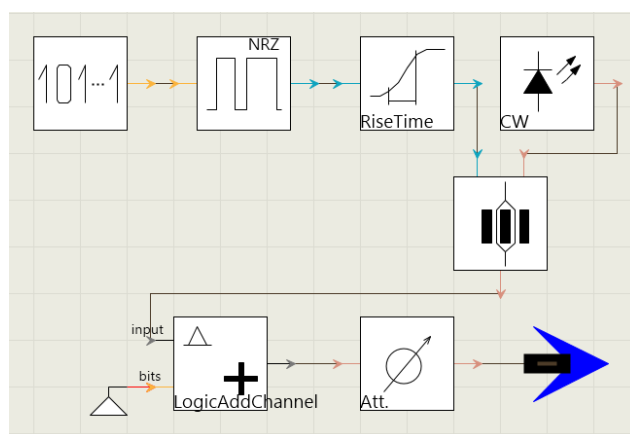 101...1
NRZ
RiseTime
CW
input
bits
LogicAddChannel
Att.